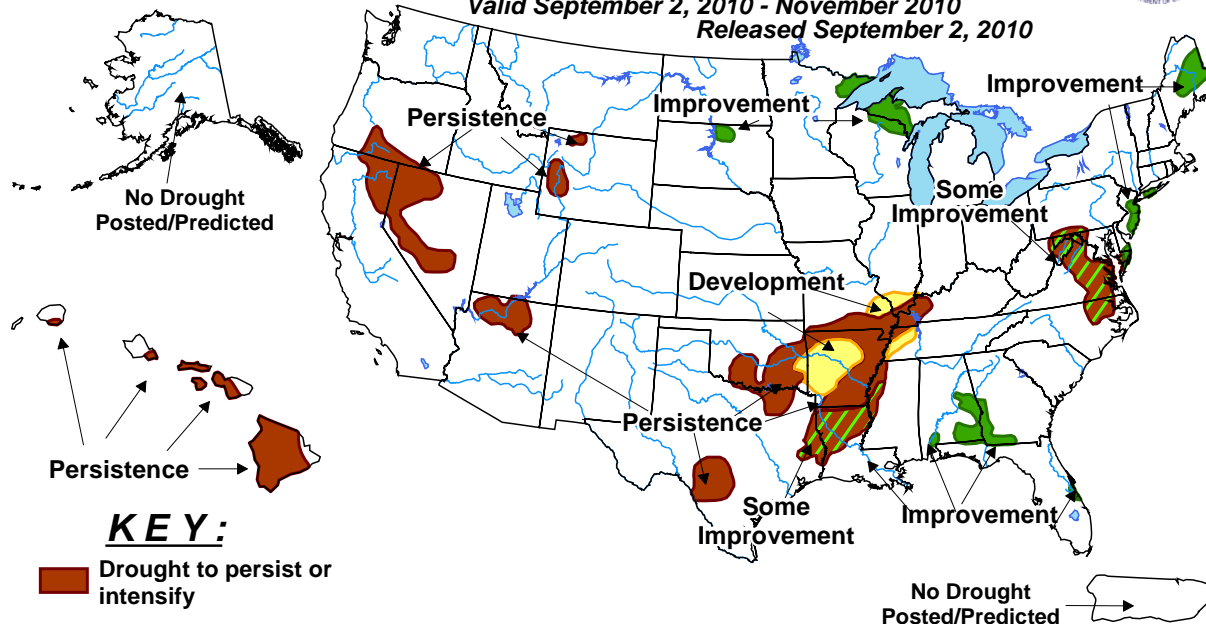 Valid September 2, 2010 - November 2010
Released September 2, 2010
Improvement
Improvement
Persistence
No Drought
Posted/Predicted
Some
Improvement
Development
Persistence
Persistence
Some
Improvement
Improvement
KEY:
Drought to persist or
intensify
No Drought
Posted/Predicted